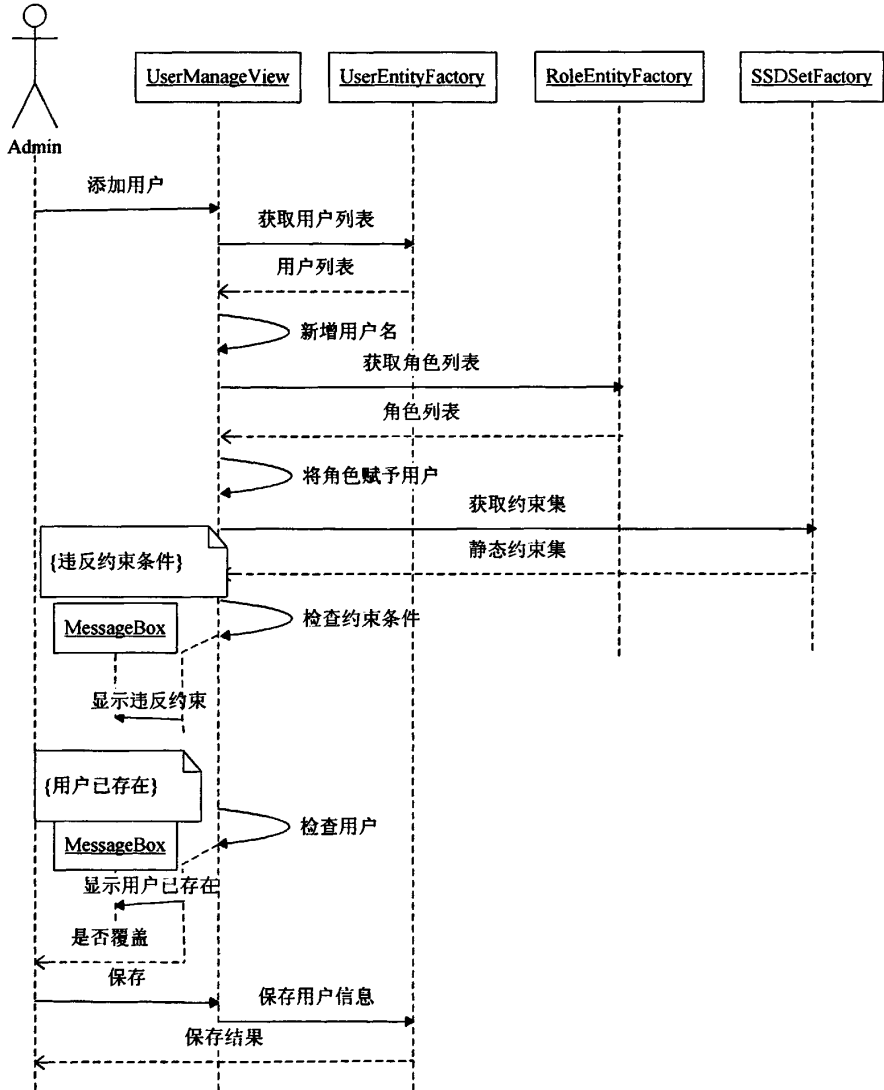 UserManageView
UserEntityFactory
RoleEntityFactory
SSDSetFactory
Admin
添加用户
获取用户列表
用户列表
新增用户名
获取角色列表
角色列表
将角色赋予用户
获取约束集
{违反约束条件}
静态约束集
MessageBox
检查约束条件
显示违反约束
{用户已存在}
检查用户
MessageBox
显示用户已存在
是否覆盖
保存
保存用户信息
保存结果